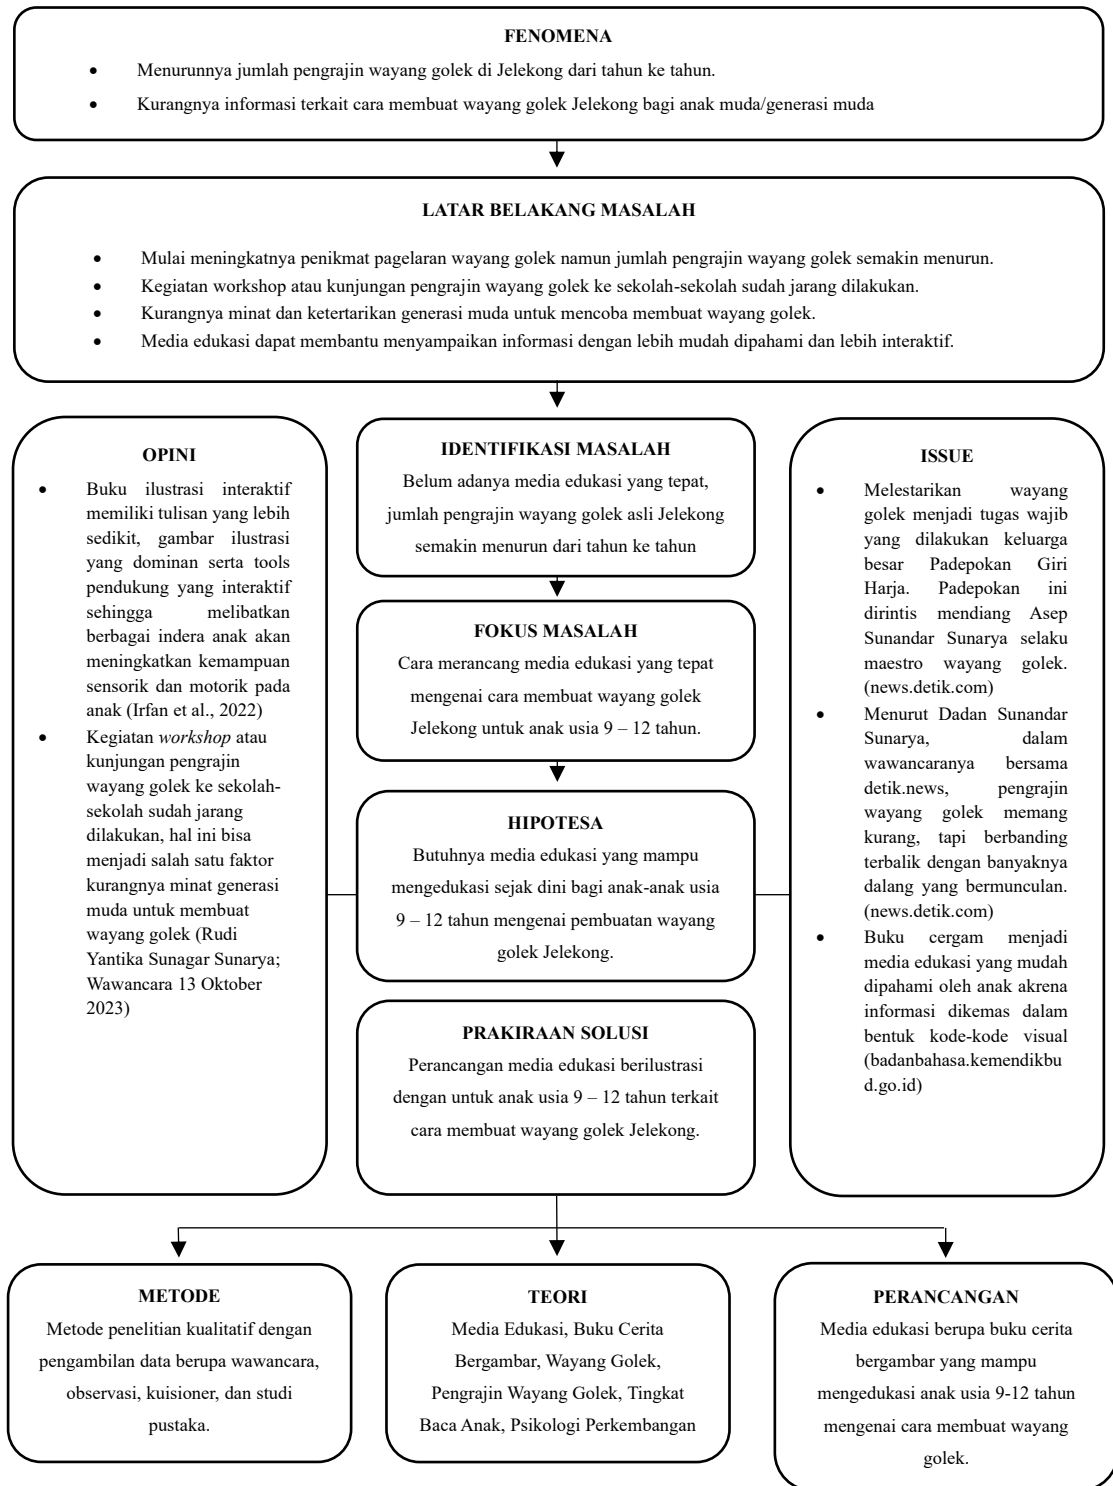 FENOMENA
• Menurunnya jumlah pengrajin wayang golek di Jelekong dari tahun ke tahun.
• Kurangnya informasi terkait cara membuat wayang golek Jelekong bagi anak muda/generasi muda
LATAR BELAKANG MASALAH
• Mulai meningkatnya penikmat pagelaran wayang golek namun jumlah pengrajin wayang golek semakin menurun.
• Kegiatan workshop atau kunjungan pengrajin wayang golek ke sekolah-sekolah sudah jarang dilakukan.
• Kurangnya minat dan ketertarikan generasi muda untuk mencoba membuat wayang golek.
• Media edukasi dapat membantu menyampaikan informasi dengan lebih mudah dipahami dan lebih interaktif.
OPINI
• Buku ilustrasi interaktif
memiliki tulisan yang lebih
sedikit, gambar ilustrasi
yang dominan serta tools
pendukung yang interaktif
sehingga melibatkan
berbagai indera anak akan
meningkatkan kemampuan
sensorik dan motorik pada
anak (Irfan et al., 2022)
• Kegiatan workshop atau
kunjungan pengrajin
wayang golek ke sekolah-
sekolah sudah jarang
dilakukan, hal ini bisa
menjadi salah satu faktor
kurangnya minat generasi
muda untuk membuat
wayang golek (Rudi
Yantika Sunagar Sunarya;
Wawancara 13 Oktober
2023)
IDENTIFIKASI MASALAH
Belum adanya media edukasi yang tepat,
jumlah pengrajin wayang golek asli Jelekong
semakin menurun dari tahun ke tahun
FOKUS MASALAH
Cara merancang media edukasi yang tepat
mengenai cara membuat wayang golek
Jelekong untuk anak usia 9 – 12 tahun.
HIPOTESA
Butuhnya media edukasi yang mampu
mengedukasi sejak dini bagi anak-anak usia
9 – 12 tahun mengenai pembuatan wayang
golek Jelekong.
PRAKIRAAN SOLUSI
Perancangan media edukasi berilustrasi
dengan untuk anak usia 9 – 12 tahun terkait
cara membuat wayang golek Jelekong.
ISSUE
• Melestarikan wayang
golek menjadi tugas wajib
yang dilakukan keluarga
besar Padepokan Giri
Harja. Padepokan ini
dirintis mendiang Asep
Sunandar Sunarya selaku
maestro wayang golek.
(news.detik.com)
• Menurut Dadan Sunandar
Sunarya, dalam
wawancaranya bersama
detik.news, pengrajin
wayang golek memang
kurang, tapi berbanding
terbalik dengan banyaknya
dalang yang bermunculan.
(news.detik.com)
• Buku cergam menjadi
media edukasi yang mudah
dipahami oleh anak akrena
informasi dikemas dalam
bentuk kode-kode visual
(badanbahasa.kemendikbu
d.go.id)
METODE
Metode penelitian kualitatif dengan
pengambilan data berupa wawancara,
observasi, kuisioner, dan studi
pustaka.
TEORI
Media Edukasi, Buku Cerita
Bergambar, Wayang Golek,
Pengrajin Wayang Golek, Tingkat
Baca Anak, Psikologi Perkembangan
PERANCANGAN
Media edukasi berupa buku cerita
bergambar yang mampu
mengedukasi anak usia 9-12 tahun
mengenai cara membuat wayang
golek.